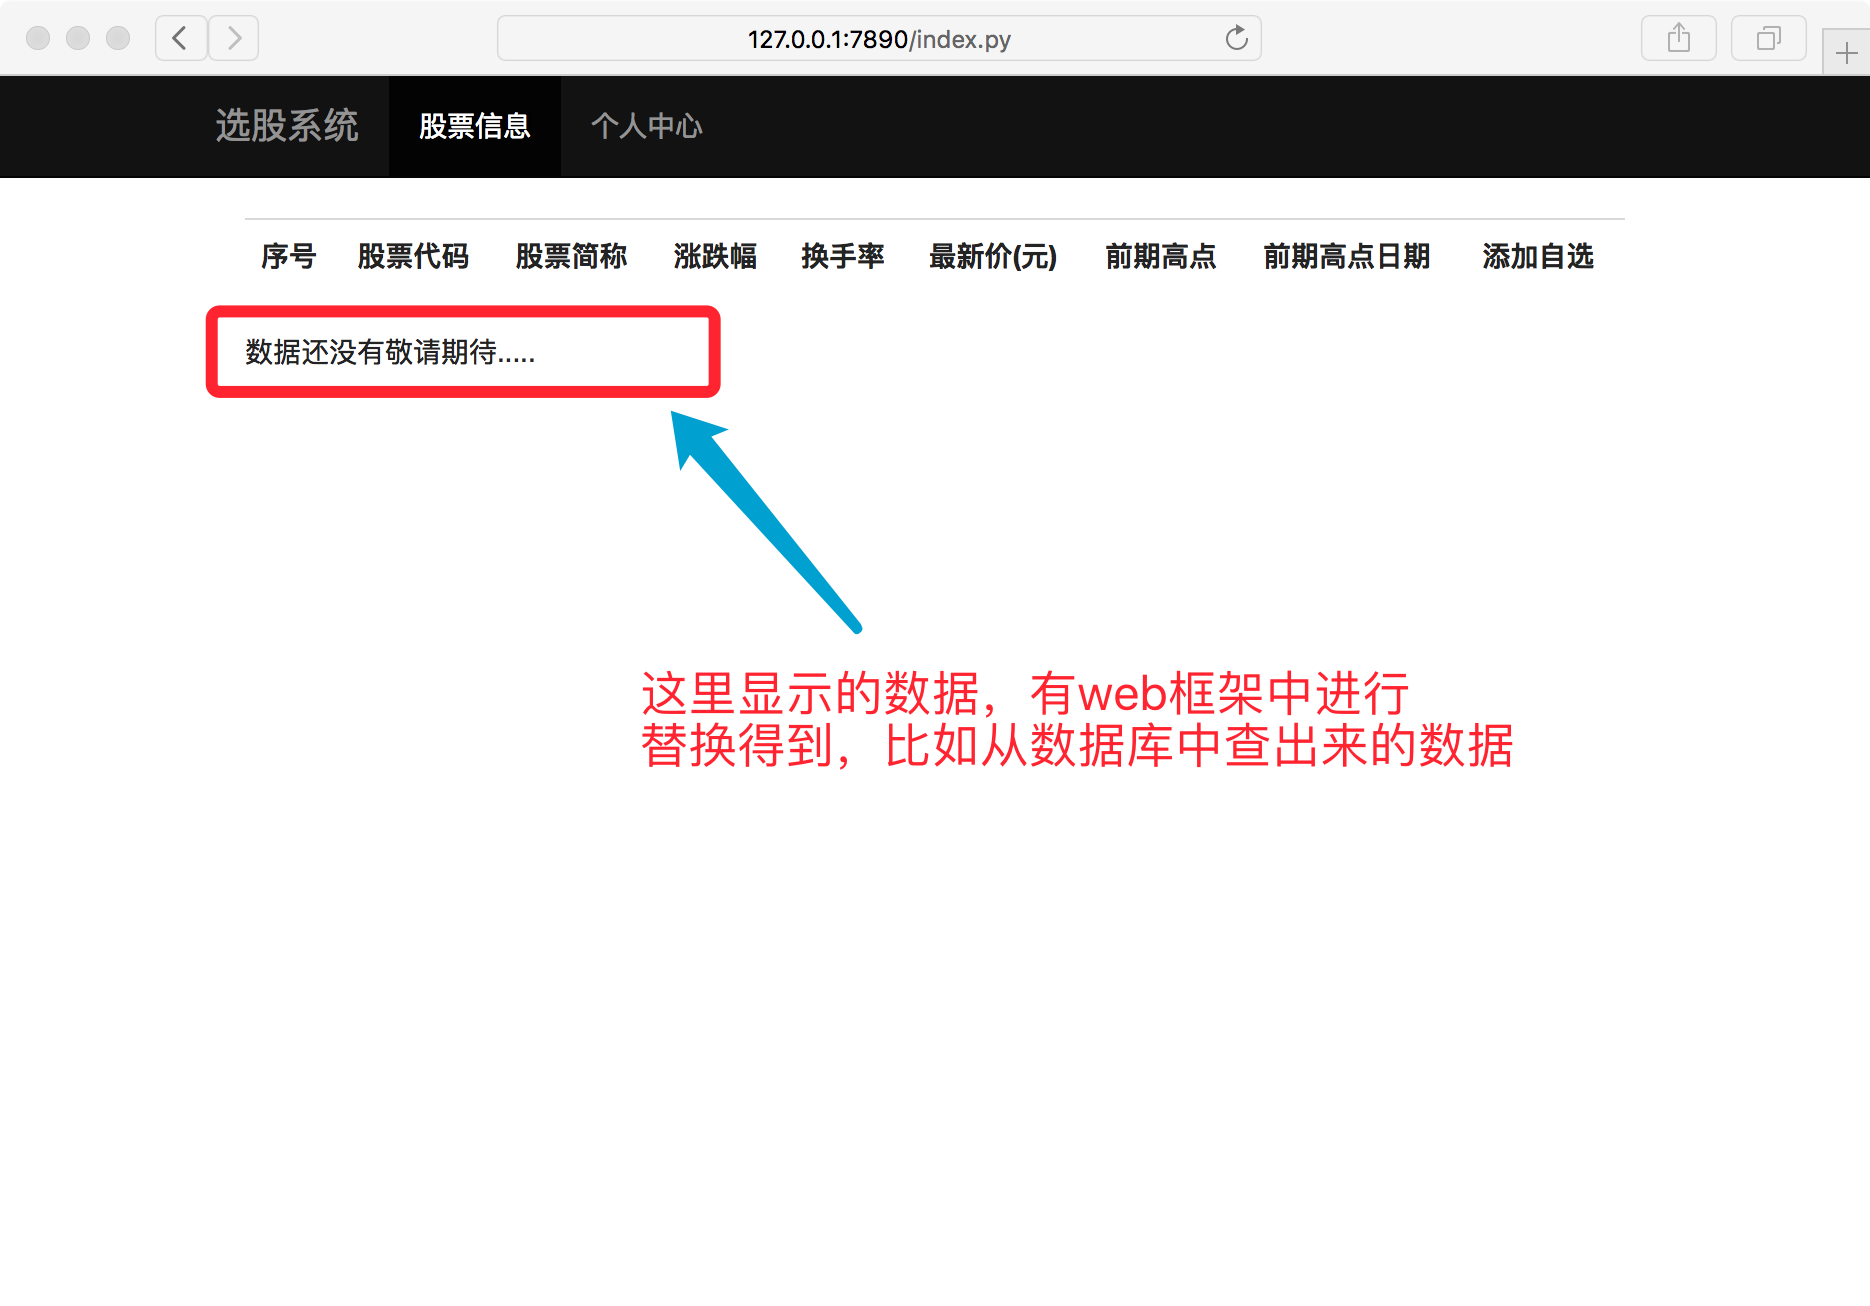 127.0.0.1:7890/index.py
选股系统 股票信息 个人中心
序号 股票代码 股票简称 涨跌幅 换手率 最新价(元) 前期高点 前期高点日期 添加自选
数据还没有敬请期待.....
这里显示的数据，有web框架中进行
替换得到，比如从数据库中查出来的数据